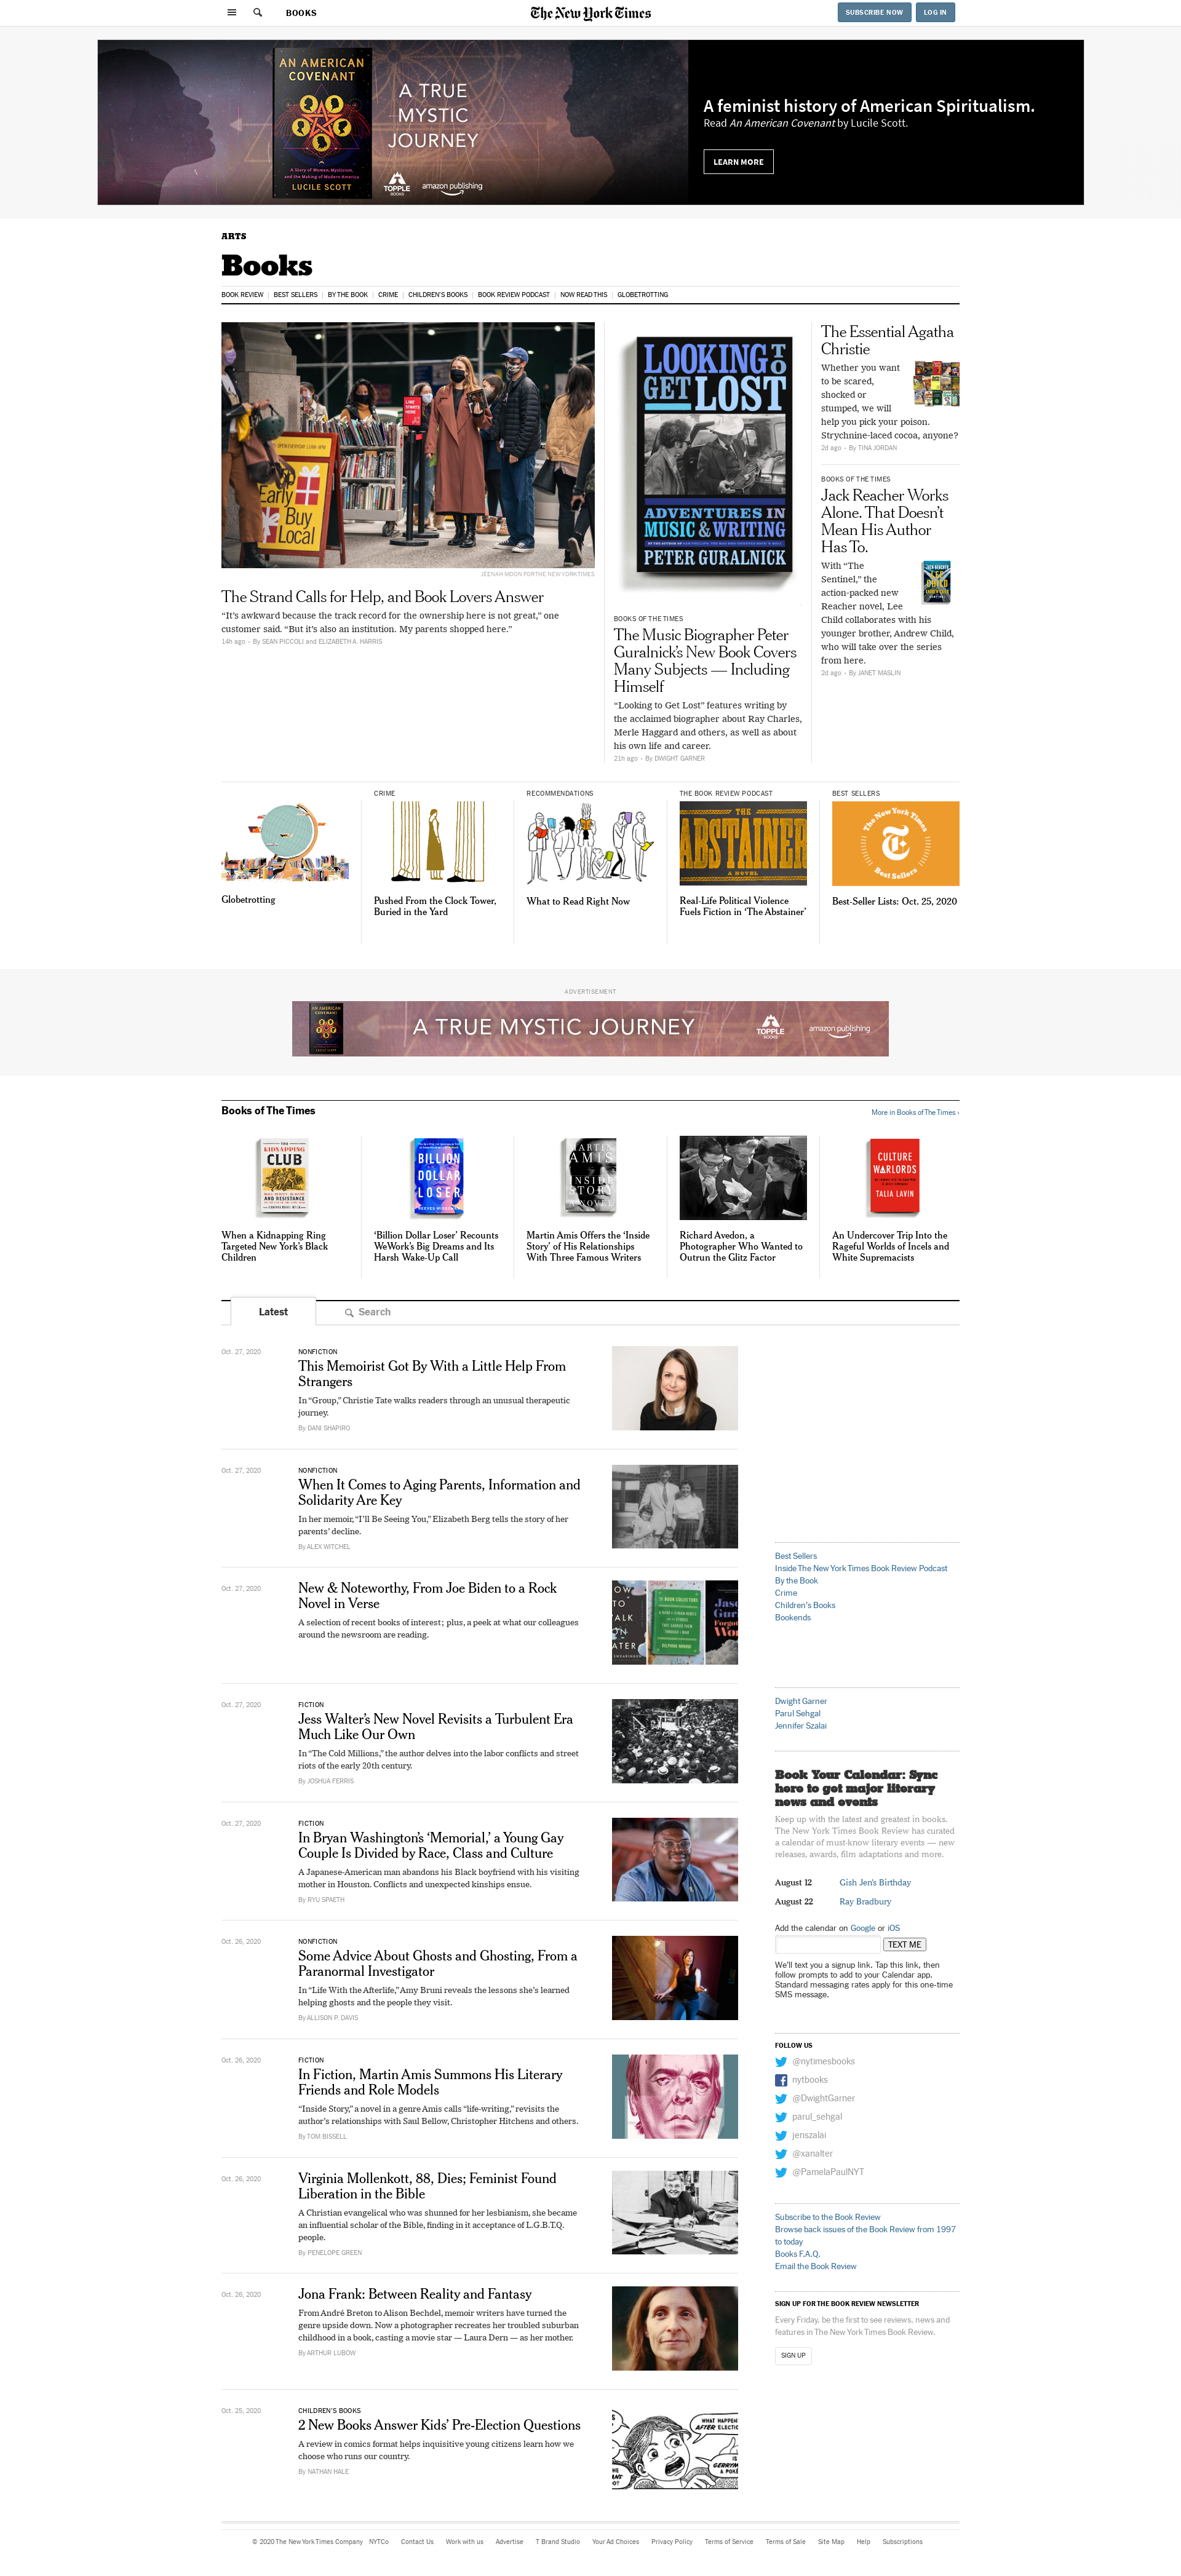 BOOKS
The New York Times
SUBSCRIBE NOW
LOG IN
AN AMERICAN
COVENANT
A Story of Women, Mysticism,
and the Making of Modern America
LUCILE SCOTT
A TRUE
MYSTIC
JOURNEY
TOPPLE
BOOKS
amazon publishing
A feminist history of American Spiritualism.
Read An American Covenant by Lucile Scott.
LEARN MORE
ARTS
Books
BOOK REVIEW | BEST SELLERS | BY THE BOOK | CRIME | CHILDREN'S BOOKS | BOOK REVIEW PODCAST | NOW READ THIS | GLOBETROTTING
LINE
STARTS
HERE
Early
Buy
Local
JEENAH MOON FOR THE NEW YORK TIMES
The Strand Calls for Help, and Book Lovers Answer
“It’s awkward because the track record for the ownership here is not great,” one
customer said. “But it’s also an institution. My parents shopped here.”
14h ago – By SEAN PICCOLI and ELIZABETH A. HARRIS
LOOKING TO
GET LOST
ADVENTURES IN
MUSIC & WRITING
PETER GURALNICK
BOOKS OF THE TIMES
The Music Biographer Peter
Guralnick’s New Book Covers
Many Subjects — Including
Himself
“Looking to Get Lost” features writing by
the acclaimed biographer about Ray Charles,
Merle Haggard and others, as well as about
his own life and career.
21h ago – By DWIGHT GARNER
The Essential Agatha
Christie
Whether you want
to be scared,
shocked or
stumped, we will
help you pick your poison.
Strychnine-laced cocoa, anyone?
2d ago – By TINA JORDAN
BOOKS OF THE TIMES
Jack Reacher Works
Alone. That Doesn’t
Mean His Author
Has To.
With “The
Sentinel,” the
action-packed new
Reacher novel, Lee
Child collaborates with his
younger brother, Andrew Child,
who will take over the series
from here.
2d ago – By JANET MASLIN
Globetrotting
CRIME
Pushed From the Clock Tower,
Buried in the Yard
RECOMMENDATIONS
What to Read Right Now
THE BOOK REVIEW PODCAST
THE
ABSTAINER
A NOVEL
Real-Life Political Violence
Fuels Fiction in ‘The Abstainer’
BEST SELLERS
The New York Times
Best Sellers
Best-Seller Lists: Oct. 25, 2020
ADVERTISEMENT
AN AMERICAN
COVENANT
A TRUE MYSTIC JOURNEY
TOPPLE
BOOKS
amazon publishing
Books of The Times
More in Books of The Times ›
THE
KIDNAPPING
CLUB
AND RESISTANCE
When a Kidnapping Ring
Targeted New York’s Black
Children
BILLION
DOLLAR
LOSER
‘Billion Dollar Loser’ Recounts
WeWork’s Big Dreams and Its
Harsh Wake-Up Call
MARTIN
AMIS
INSIDE
STORY
Martin Amis Offers the ‘Inside
Story’ of His Relationships
With Three Famous Writers
Richard Avedon, a
Photographer Who Wanted to
Outrun the Glitz Factor
CULTURE
WARLORDS
TALIA LAVIN
An Undercover Trip Into the
Rageful Worlds of Incels and
White Supremacists
Latest
Search
Oct. 27, 2020
NONFICTION
This Memoirist Got By With a Little Help From
Strangers
In “Group,” Christie Tate walks readers through an unusual therapeutic
journey.
By DANI SHAPIRO
Oct. 27, 2020
NONFICTION
When It Comes to Aging Parents, Information and
Solidarity Are Key
In her memoir, “I’ll Be Seeing You,” Elizabeth Berg tells the story of her
parents’ decline.
By ALEX WITCHEL
Oct. 27, 2020
New & Noteworthy, From Joe Biden to a Rock
Novel in Verse
A selection of recent books of interest; plus, a peek at what our colleagues
around the newsroom are reading.
Oct. 27, 2020
FICTION
Jess Walter’s New Novel Revisits a Turbulent Era
Much Like Our Own
In “The Cold Millions,” the author delves into the labor conflicts and street
riots of the early 20th century.
By JOSHUA FERRIS
Oct. 27, 2020
FICTION
In Bryan Washington’s ‘Memorial,’ a Young Gay
Couple Is Divided by Race, Class and Culture
A Japanese-American man abandons his Black boyfriend with his visiting
mother in Houston. Conflicts and unexpected kinships ensue.
By RYU SPAETH
Oct. 26, 2020
NONFICTION
Some Advice About Ghosts and Ghosting, From a
Paranormal Investigator
In “Life With the Afterlife,” Amy Bruni reveals the lessons she’s learned
helping ghosts and the people they visit.
By ALLISON P. DAVIS
Oct. 26, 2020
FICTION
In Fiction, Martin Amis Summons His Literary
Friends and Role Models
“Inside Story,” a novel in a genre Amis calls “life-writing,” revisits the
author’s relationships with Saul Bellow, Christopher Hitchens and others.
By TOM BISSELL
Oct. 26, 2020
Virginia Mollenkott, 88, Dies; Feminist Found
Liberation in the Bible
A Christian evangelical who was shunned for her lesbianism, she became
an influential scholar of the Bible, finding in it acceptance of L.G.B.T.Q.
people.
By PENELOPE GREEN
Oct. 26, 2020
Jona Frank: Between Reality and Fantasy
From André Breton to Alison Bechdel, memoir writers have turned the
genre upside down. Now a photographer recreates her troubled suburban
childhood in a book, casting a movie star — Laura Dern — as her mother.
By ARTHUR LUBOW
Oct. 25, 2020
CHILDREN’S BOOKS
2 New Books Answer Kids’ Pre-Election Questions
A review in comics format helps inquisitive young citizens learn how we
choose who runs our country.
By NATHAN HALE
Best Sellers
Inside The New York Times Book Review Podcast
By the Book
Crime
Children's Books
Bookends
Dwight Garner
Parul Sehgal
Jennifer Szalai
Book Your Calendar: Sync
here to get major literary
news and events
Keep up with the latest and greatest in books.
The New York Times Book Review has curated
a calendar of must-know literary events — new
releases, awards, film adaptations and more.
August 12 Gish Jen’s Birthday
August 22 Ray Bradbury
Add the calendar on Google or iOS
TEXT ME
We’ll text you a signup link. Tap this link, then
follow prompts to add to your Calendar app.
Standard messaging rates apply for this one-time
SMS message.
FOLLOW US
@nytimesbooks
nytbooks
@DwightGarner
parul_sehgal
jenszalai
@xanalter
@PamelaPaulNYT
Subscribe to the Book Review
Browse back issues of the Book Review from 1997
to today
Books F.A.Q.
Email the Book Review
SIGN UP FOR THE BOOK REVIEW NEWSLETTER
Every Friday, be the first to see reviews, news and
features in The New York Times Book Review.
SIGN UP
© 2020 The New York Times Company NYTCo Contact Us Work with us Advertise T Brand Studio Your Ad Choices Privacy Policy Terms of Service Terms of Sale Site Map Help Subscriptions